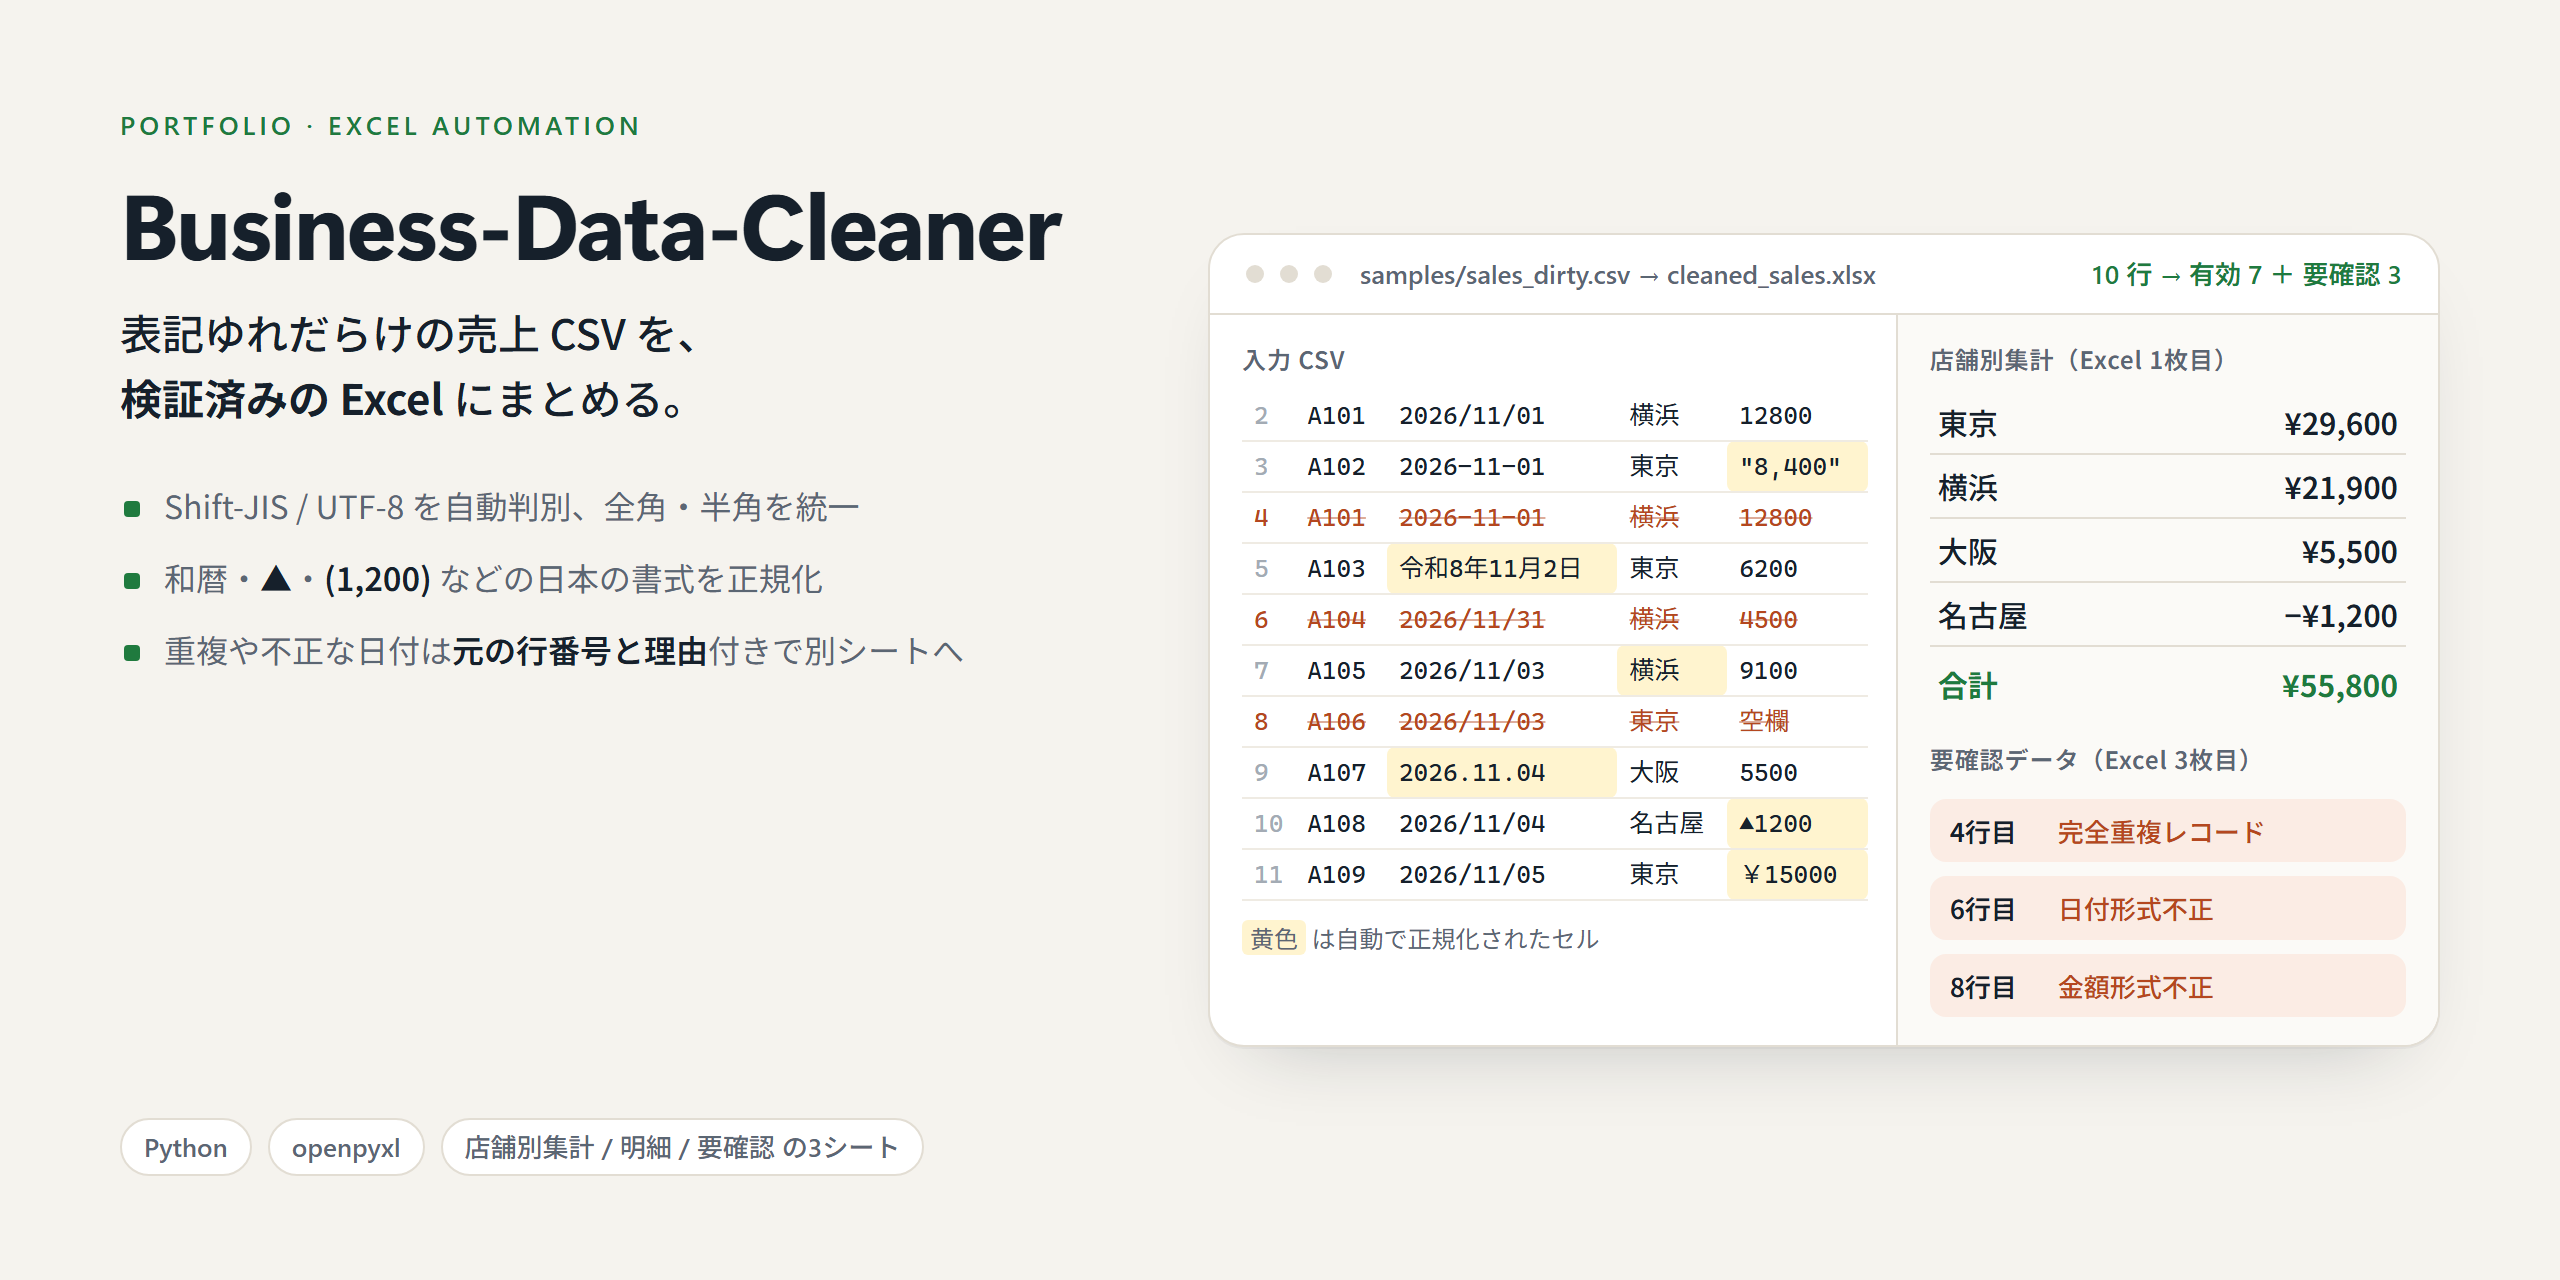 PORTFOLIO · EXCEL AUTOMATION
Business-Data-Cleaner
表記ゆれだらけの売上 CSV を、
検証済みの Excel にまとめる。
Shift-JIS / UTF-8 を自動判別、全角・半角を統一
和暦・▲・(1,200) などの日本の書式を正規化
重複や不正な日付は元の行番号と理由付きで別シートへ
Python
openpyxl
店舗別集計 / 明細 / 要確認 の3シート
samples/sales_dirty.csv → cleaned_sales.xlsx
10 行 → 有効 7 ＋ 要確認 3
入力 CSV
2 A101 2026/11/01 横浜 12800
3 A102 2026-11-01 東京 "8,400"
4 A101 2026-11-01 横浜 12800
5 A103 令和8年11月2日 東京 6200
6 A104 2026/11/31 横浜 4500
7 A105 2026/11/03 横浜 9100
8 A106 2026/11/03 東京 空欄
9 A107 2026.11.04 大阪 5500
10 A108 2026/11/04 名古屋 ▲1200
11 A109 2026/11/05 東京 ￥15000
黄色 は自動で正規化されたセル
店舗別集計（Excel 1枚目）
東京 ¥29,600
横浜 ¥21,900
大阪 ¥5,500
名古屋 −¥1,200
合計 ¥55,800
要確認データ（Excel 3枚目）
4行目 完全重複レコード
6行目 日付形式不正
8行目 金額形式不正